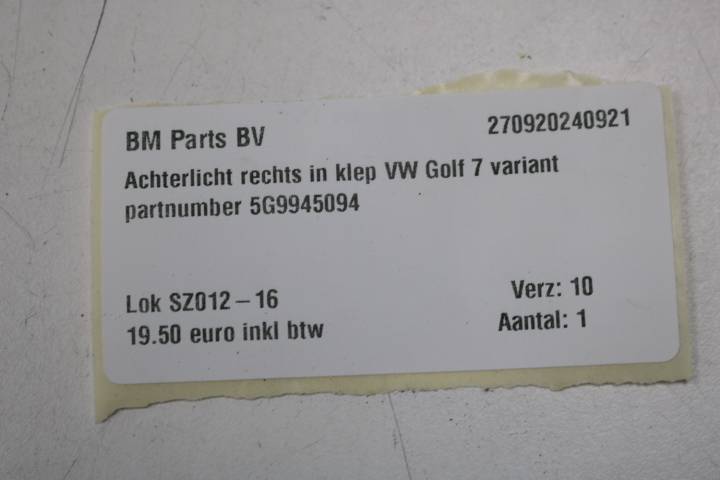 BM Parts BV 270920240921
Achterlicht rechts in klep VW Golf 7 variant
partnumber 5G9945094
Lok SZ012 – 16 Verz: 10
19.50 euro inkl btw Aantal: 1